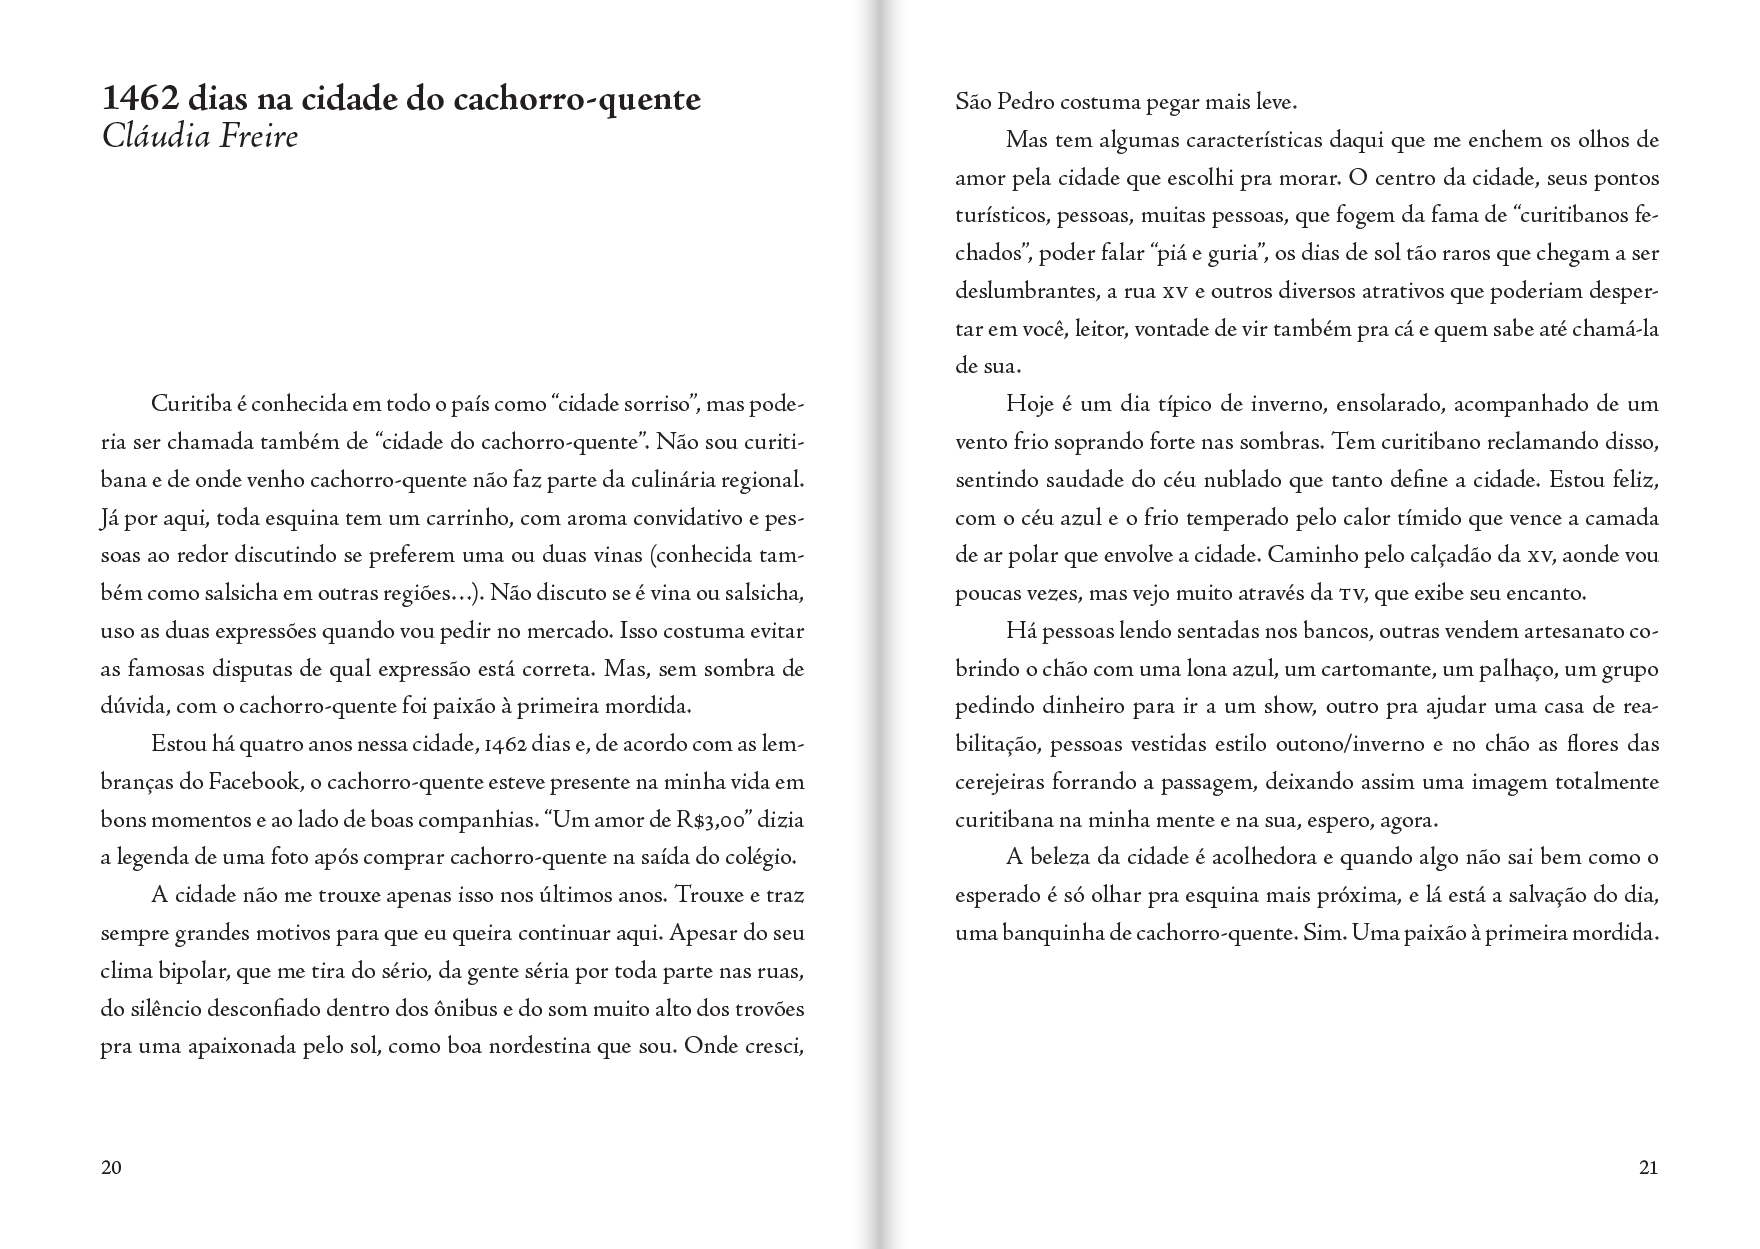 1462 dias na cidade do cachorro-quente
Cláudia Freire
Curitiba é conhecida em todo o país como “cidade sorriso”, mas pode-
ria ser chamada também de “cidade do cachorro-quente”. Não sou curiti-
bana e de onde venho cachorro-quente não faz parte da culinária regional.
Já por aqui, toda esquina tem um carrinho, com aroma convidativo e pes-
soas ao redor discutindo se preferem uma ou duas vinas (conhecida tam-
bém como salsicha em outras regiões…). Não discuto se é vina ou salsicha,
uso as duas expressões quando vou pedir no mercado. Isso costuma evitar
as famosas disputas de qual expressão está correta. Mas, sem sombra de
dúvida, com o cachorro-quente foi paixão à primeira mordida.
Estou há quatro anos nessa cidade, 1462 dias e, de acordo com as lem-
branças do Facebook, o cachorro-quente esteve presente na minha vida em
bons momentos e ao lado de boas companhias. “Um amor de R$3,00” dizia
a legenda de uma foto após comprar cachorro-quente na saída do colégio.
A cidade não me trouxe apenas isso nos últimos anos. Trouxe e traz
sempre grandes motivos para que eu queira continuar aqui. Apesar do seu
clima bipolar, que me tira do sério, da gente séria por toda parte nas ruas,
do silêncio desconfiado dentro dos ônibus e do som muito alto dos trovões
pra uma apaixonada pelo sol, como boa nordestina que sou. Onde cresci,
20
São Pedro costuma pegar mais leve.
Mas tem algumas características daqui que me enchem os olhos de
amor pela cidade que escolhi pra morar. O centro da cidade, seus pontos
turísticos, pessoas, muitas pessoas, que fogem da fama de “curitibanos fe-
chados”, poder falar “piá e guria”, os dias de sol tão raros que chegam a ser
deslumbrantes, a rua XV e outros diversos atrativos que poderiam desper-
tar em você, leitor, vontade de vir também pra cá e quem sabe até chamá-la
de sua.
Hoje é um dia típico de inverno, ensolarado, acompanhado de um
vento frio soprando forte nas sombras. Tem curitibano reclamando disso,
sentindo saudade do céu nublado que tanto define a cidade. Estou feliz,
com o céu azul e o frio temperado pelo calor tímido que vence a camada
de ar polar que envolve a cidade. Caminho pelo calçadão da XV, aonde vou
poucas vezes, mas vejo muito através da TV, que exibe seu encanto.
Há pessoas lendo sentadas nos bancos, outras vendem artesanato co-
brindo o chão com uma lona azul, um cartomante, um palhaço, um grupo
pedindo dinheiro para ir a um show, outro pra ajudar uma casa de rea-
bilitação, pessoas vestidas estilo outono/inverno e no chão as flores das
cerejeiras forrando a passagem, deixando assim uma imagem totalmente
curitibana na minha mente e na sua, espero, agora.
A beleza da cidade é acolhedora e quando algo não sai bem como o
esperado é só olhar pra esquina mais próxima, e lá está a salvação do dia,
uma banquinha de cachorro-quente. Sim. Uma paixão à primeira mordida.
21